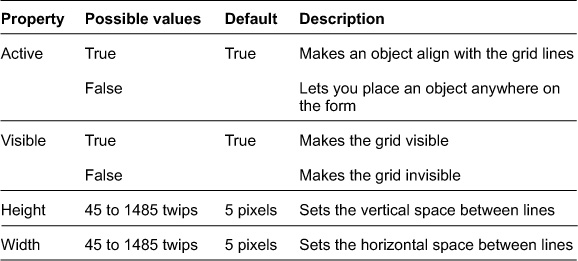 Property Possible values Default Description
Active True True Makes an object align with the grid lines
False Lets you place an object anywhere on
the form
Visible True True Makes the grid visible
False Makes the grid invisible
Height 45 to 1485 twips 5 pixels Sets the vertical space between lines
Width 45 to 1485 twips 5 pixels Sets the horizontal space between lines